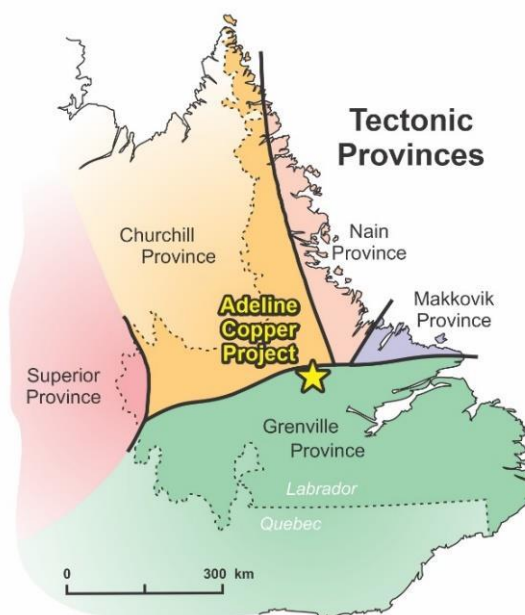 Tectonic
Provinces
Churchill
Province
Nain
Province
Adeline
Copper
Project
Makkovik
Province
Superior
Province
Grenville
Province
Labrador
Quebec
0 300 km